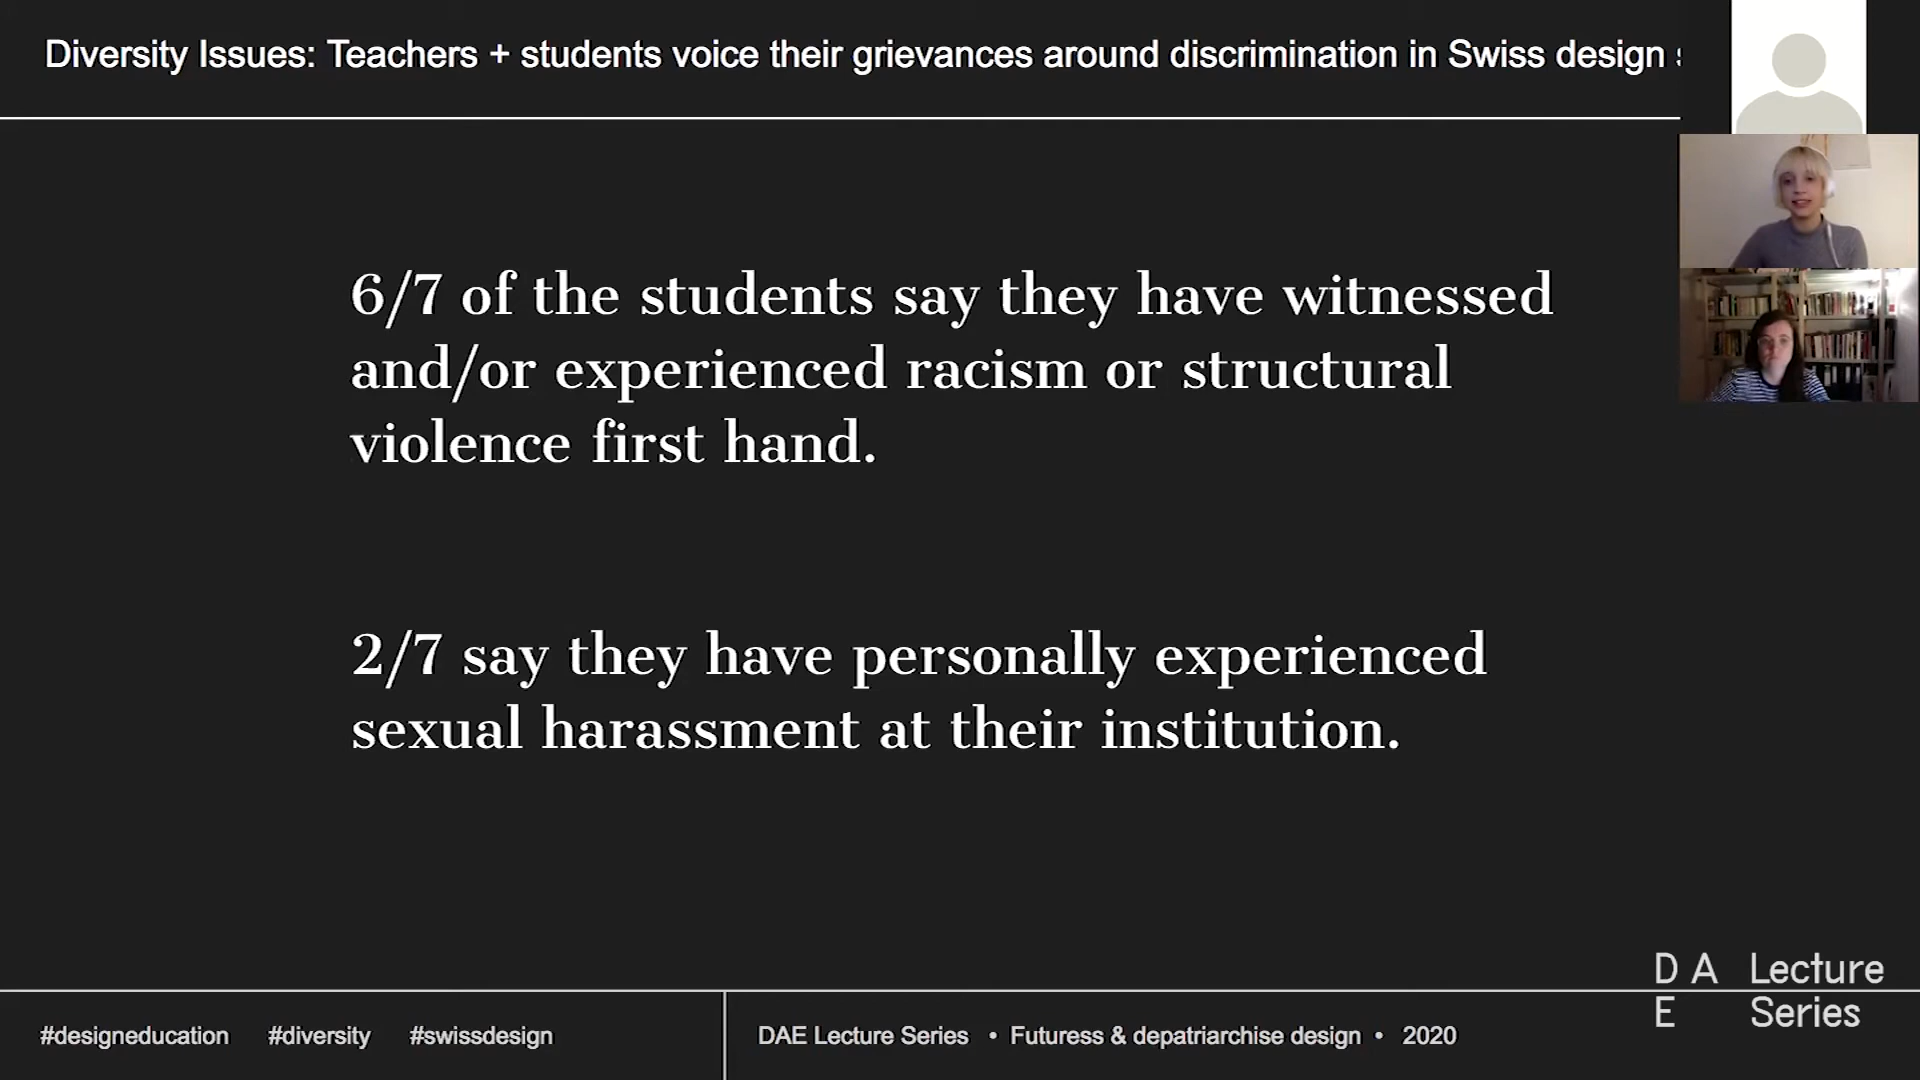 Diversity Issues: Teachers + students voice their grievances around discrimination in Swiss design
6/7 of the students say they have witnessed
and/or experienced racism or structural
violence first hand.
2/7 say they have personally experienced
sexual harassment at their institution.
D A Lecture
E Series
#designeducation #diversity #swissdesign
DAE Lecture Series • Futuress & depatriarchise design • 2020